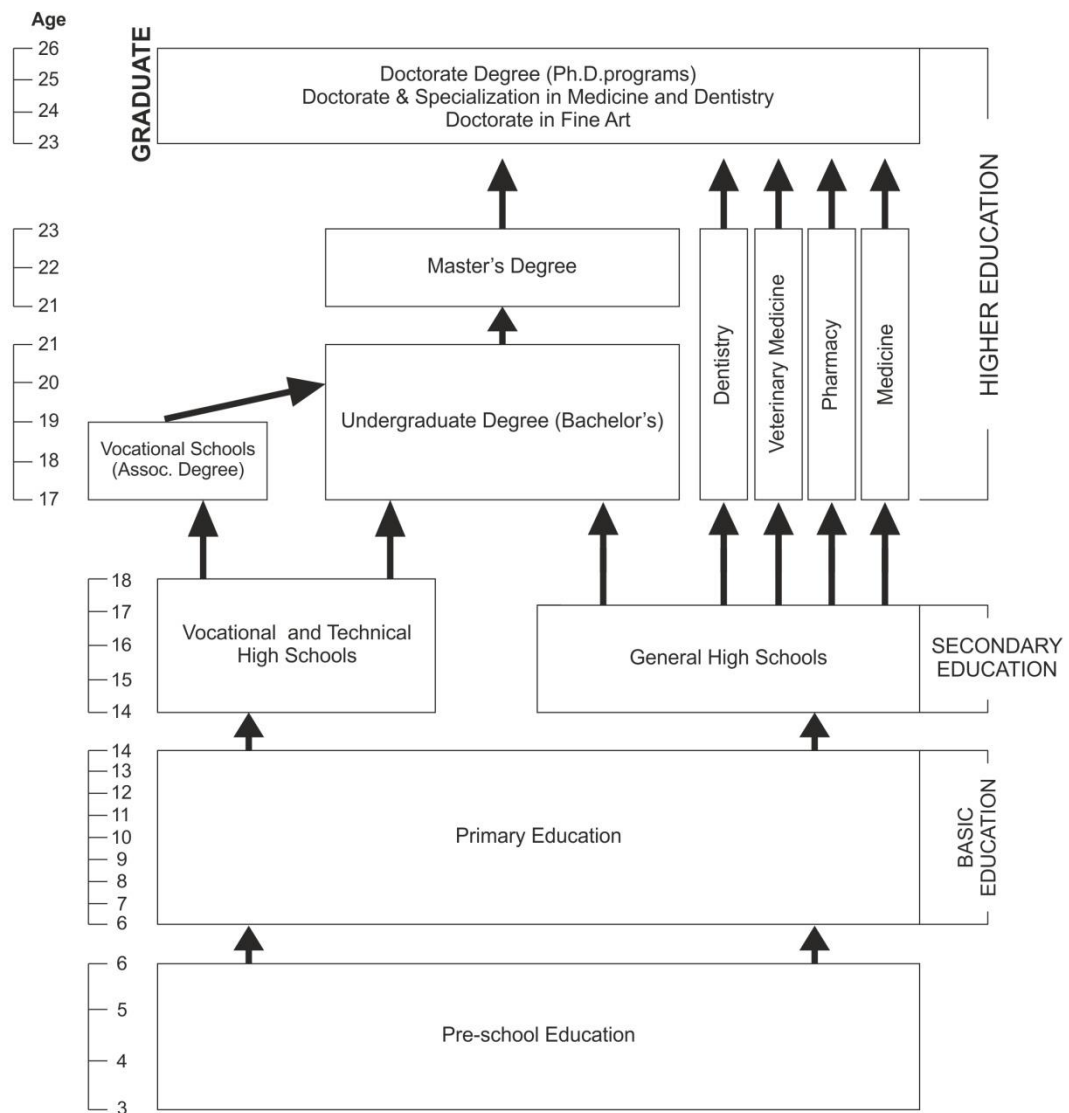 Age
26
25
24
23
GRADUATE
Doctorate Degree (Ph.D.programs)
Doctorate & Specialization in Medicine and Dentistry
Doctorate in Fine Art
HIGHER EDUCATION
23
22
21
Master’s Degree
21
20
19
18
17
Vocational Schools
(Assoc. Degree)
Undergraduate Degree (Bachelor’s)
Dentistry
Veterinary Medicine
Pharmacy
Medicine
18
17
16
15
14
Vocational and Technical
High Schools
General High Schools
SECONDARY
EDUCATION
14
13
12
11
10
9
8
7
6
Primary Education
BASIC
EDUCATION
6
5
4
3
Pre-school Education